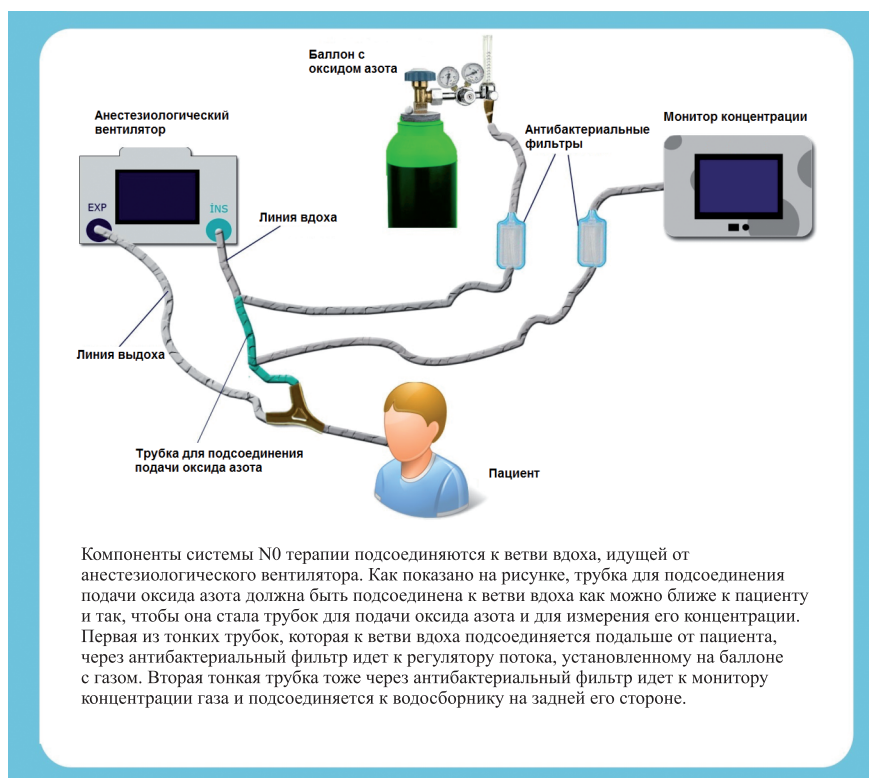 Баллон с
оксидом азота
Анестезиологический
вентилятор
Монитор концентрации
Антибактериальные
фильтры
EXP
İNS
Линия вдоха
Линия выдоха
Трубка для подсоединения
подачи оксида азота
Пациент
Компоненты системы N0 терапии подсоединяются к ветви вдоха, идущей от
анестезиологического вентилятора. Как показано на рисунке, трубка для подсоединения
подачи оксида азота должна быть подсоединена к ветви вдоха как можно ближе к пациенту
и так, чтобы она стала трубок для подачи оксида азота и для измерения его концентрации.
Первая из тонких трубок, которая к ветви вдоха подсоединяется подальше от пациента,
через антибактериальный фильтр идет к регулятору потока, установленному на баллоне
с газом. Вторая тонкая трубка тоже через антибактериальный фильтр идет к монитору
концентрации газа и подсоединяется к водосборнику на задней его стороне.